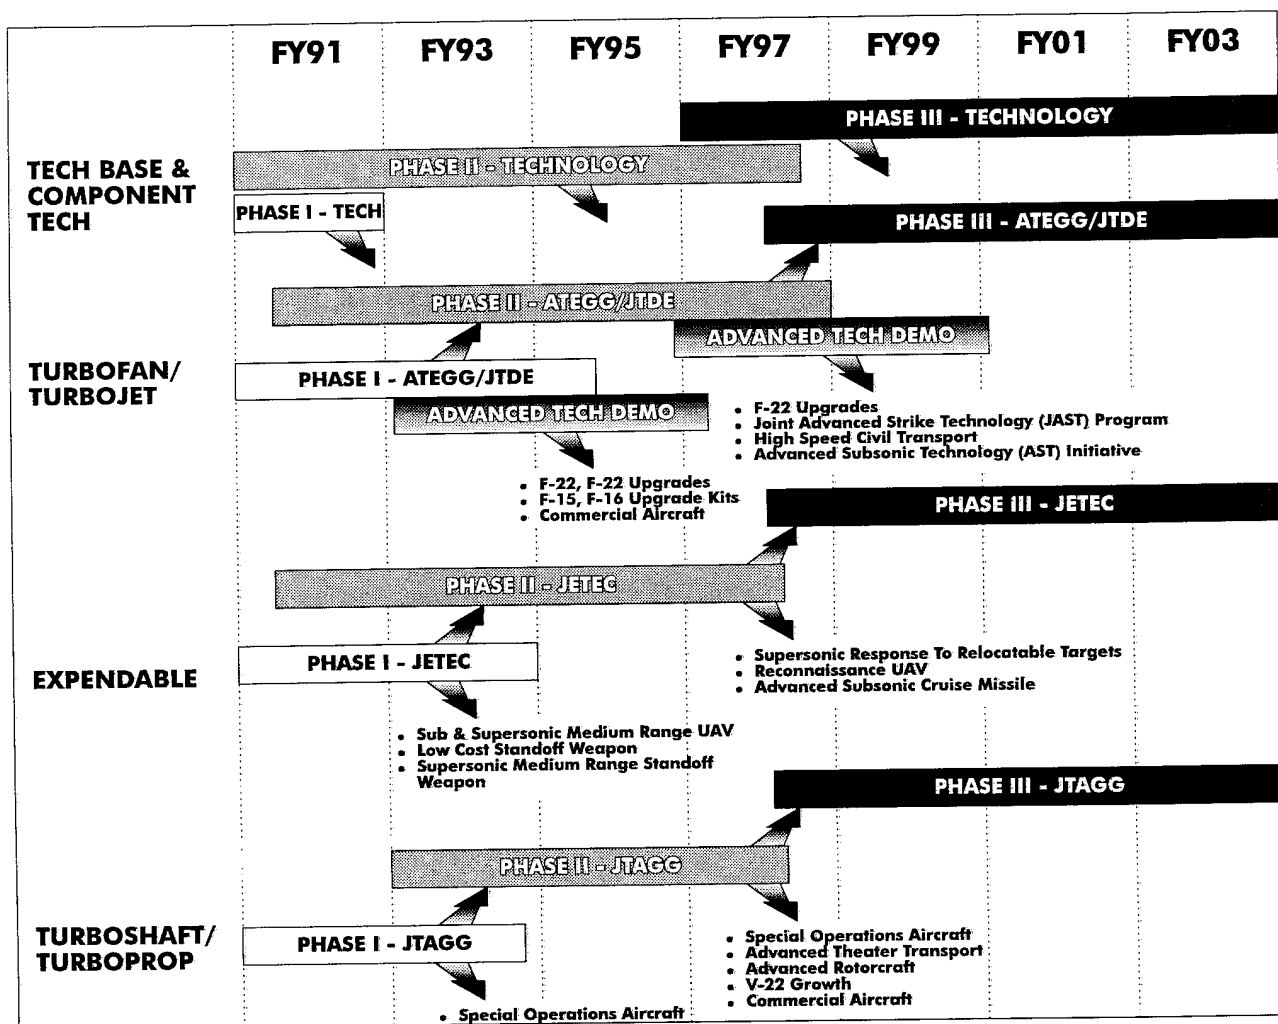 FY91 FY93 FY95 FY97 FY99 FY01 FY03
PHASE III - TECHNOLOGY
TECH BASE &
COMPONENT
TECH
PHASE II - TECHNOLOGY
PHASE I - TECH
PHASE III - ATEGG/JTDE
PHASE II - ATEGG/JTDE
ADVANCED TECH DEMO
TURBOFAN/
TURBOJET
PHASE I - ATEGG/JTDE
ADVANCED TECH DEMO
• F-22 Upgrades
• Joint Advanced Strike Technology (JAST) Program
• High Speed Civil Transport
• Advanced Subsonic Technology (AST) Initiative
• F-22, F-22 Upgrades
• F-15, F-16 Upgrade Kits
• Commercial Aircraft
PHASE III - JETEC
PHASE II - JETEC
EXPENDABLE
PHASE I - JETEC
• Supersonic Response To Relocatable Targets
• Reconnaissance UAV
• Advanced Subsonic Cruise Missile
• Sub & Supersonic Medium Range UAV
• Low Cost Standoff Weapon
• Supersonic Medium Range Standoff
Weapon
PHASE III - JTAGG
PHASE II - JTAGG
TURBOSHAFT/
TURBOPROP
PHASE I - JTAGG
• Special Operations Aircraft
• Advanced Theater Transport
• Advanced Rotorcraft
• V-22 Growth
• Commercial Aircraft
• Special Operations Aircraft